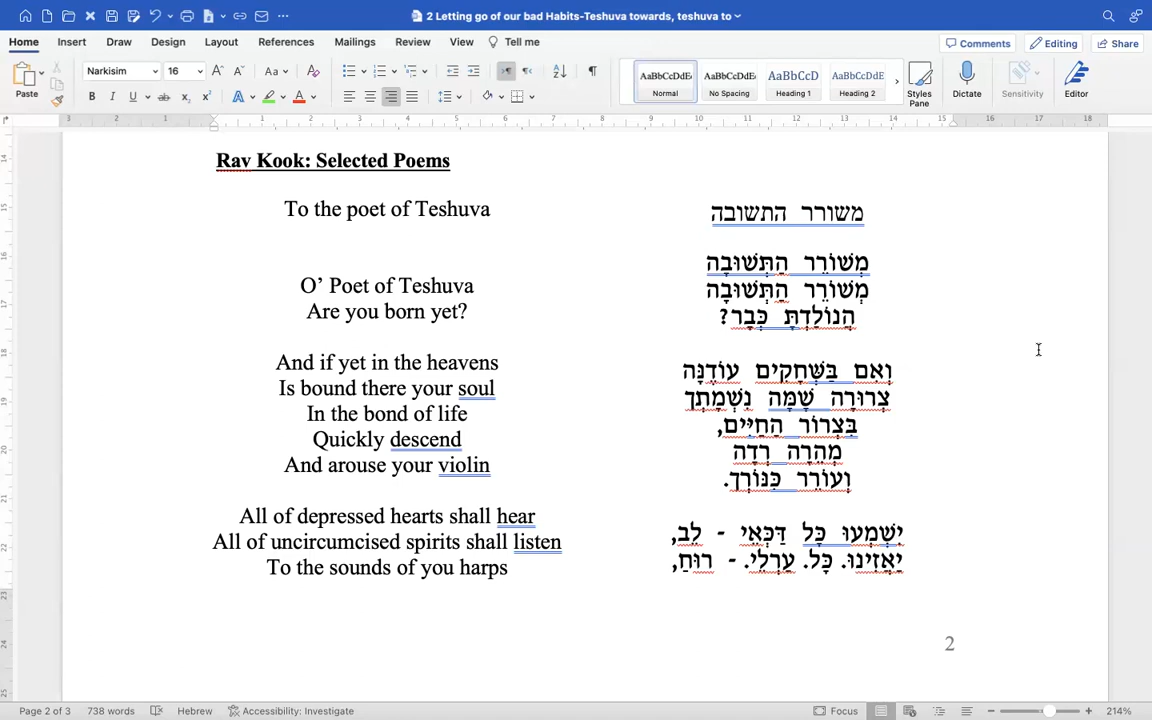 2 Letting go of our bad Habits-Teshuva towards, teshuva to
Home Insert Draw Design Layout References Mailings Review View Tell me Comments Editing Share
Paste Narkisim 16 Aa AaBbCcDdEe AaBbCcDdEe AaBbCcD AaBbCcDdE
Normal No Spacing Heading 1 Heading 2 Styles Pane Dictate Sensitivity Editor
Rav Kook: Selected Poems
To the poet of Teshuva
משורר התשובה
O’ Poet of Teshuva
Are you born yet?
מְשׁוֹרֵר הַתְּשׁוּבָה
מְשׁוֹרֵר הַתְּשׁוּבָה
הֲנוֹלַדְתָּ כְּבָר?
And if yet in the heavens
Is bound there your soul
In the bond of life
Quickly descend
And arouse your violin
וְאִם בַּשְּׁחָקִים עוֹדֶנָּה
צְרוּרָה שָׁמָּה נִשְׁמָתְךָ
בִּצְרוֹר הַחַיִּים,
מְהֵרָה רְדָה
וְעוֹרֵר כִּנּוֹרְךָ.
All of depressed hearts shall hear
All of uncircumcised spirits shall listen
To the sounds of you harps
יִשְׁמְעוּ כָּל דַּכְּאֵי - לֵב,
יַאֲזִינוּ. כָּל. עַרְלֵי. - רוּחַ,
2
Page 2 of 3 738 words Hebrew Accessibility: Investigate Focus 214%